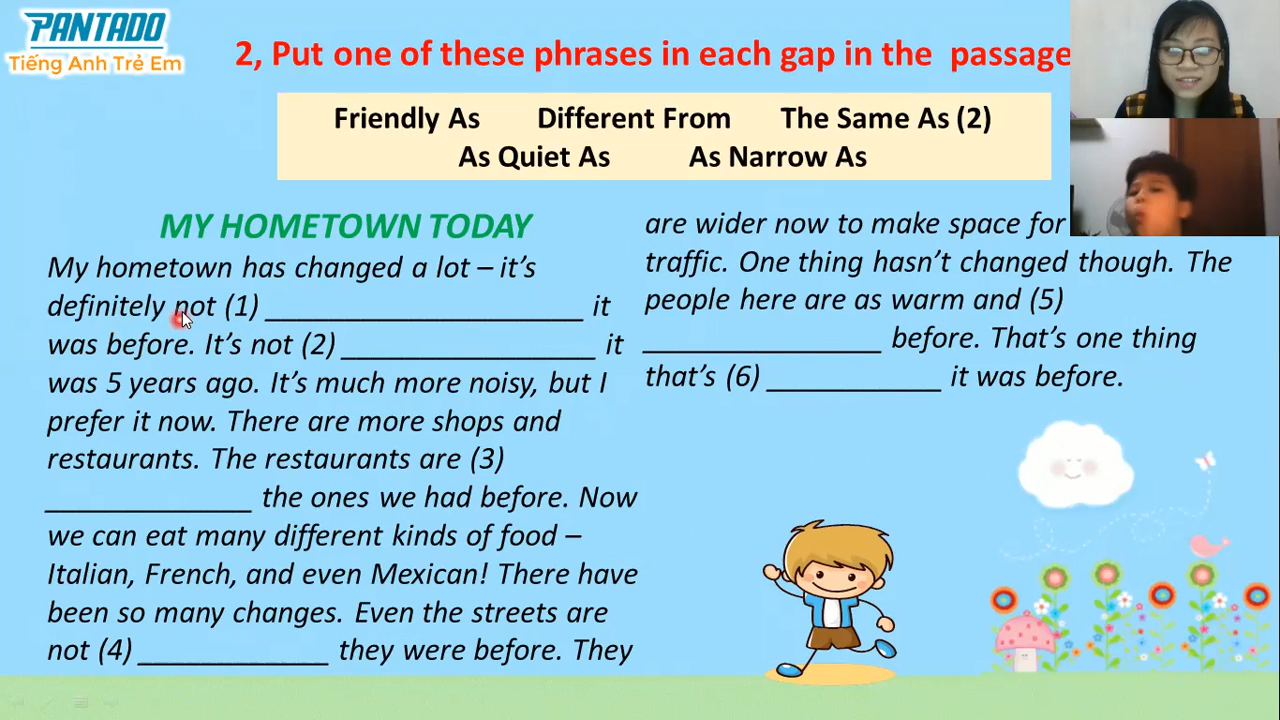 PANTADO
Tiếng Anh Trẻ Em
2, Put one of these phrases in each gap in the passage
Friendly As Different From The Same As (2)
As Quiet As As Narrow As
MY HOMETOWN TODAY
My hometown has changed a lot – it's
definitely not (1) ______________________ it
was before. It's not (2) __________________ it
was 5 years ago. It's much more noisy, but I
prefer it now. There are more shops and
restaurants. The restaurants are (3)
______________ the ones we had before. Now
we can eat many different kinds of food –
Italian, French, and even Mexican! There have
been so many changes. Even the streets are
not (4) _____________ they were before. They
are wider now to make space for
traffic. One thing hasn't changed though. The
people here are as warm and (5)
_________________ before. That's one thing
that's (6) ____________ it was before.